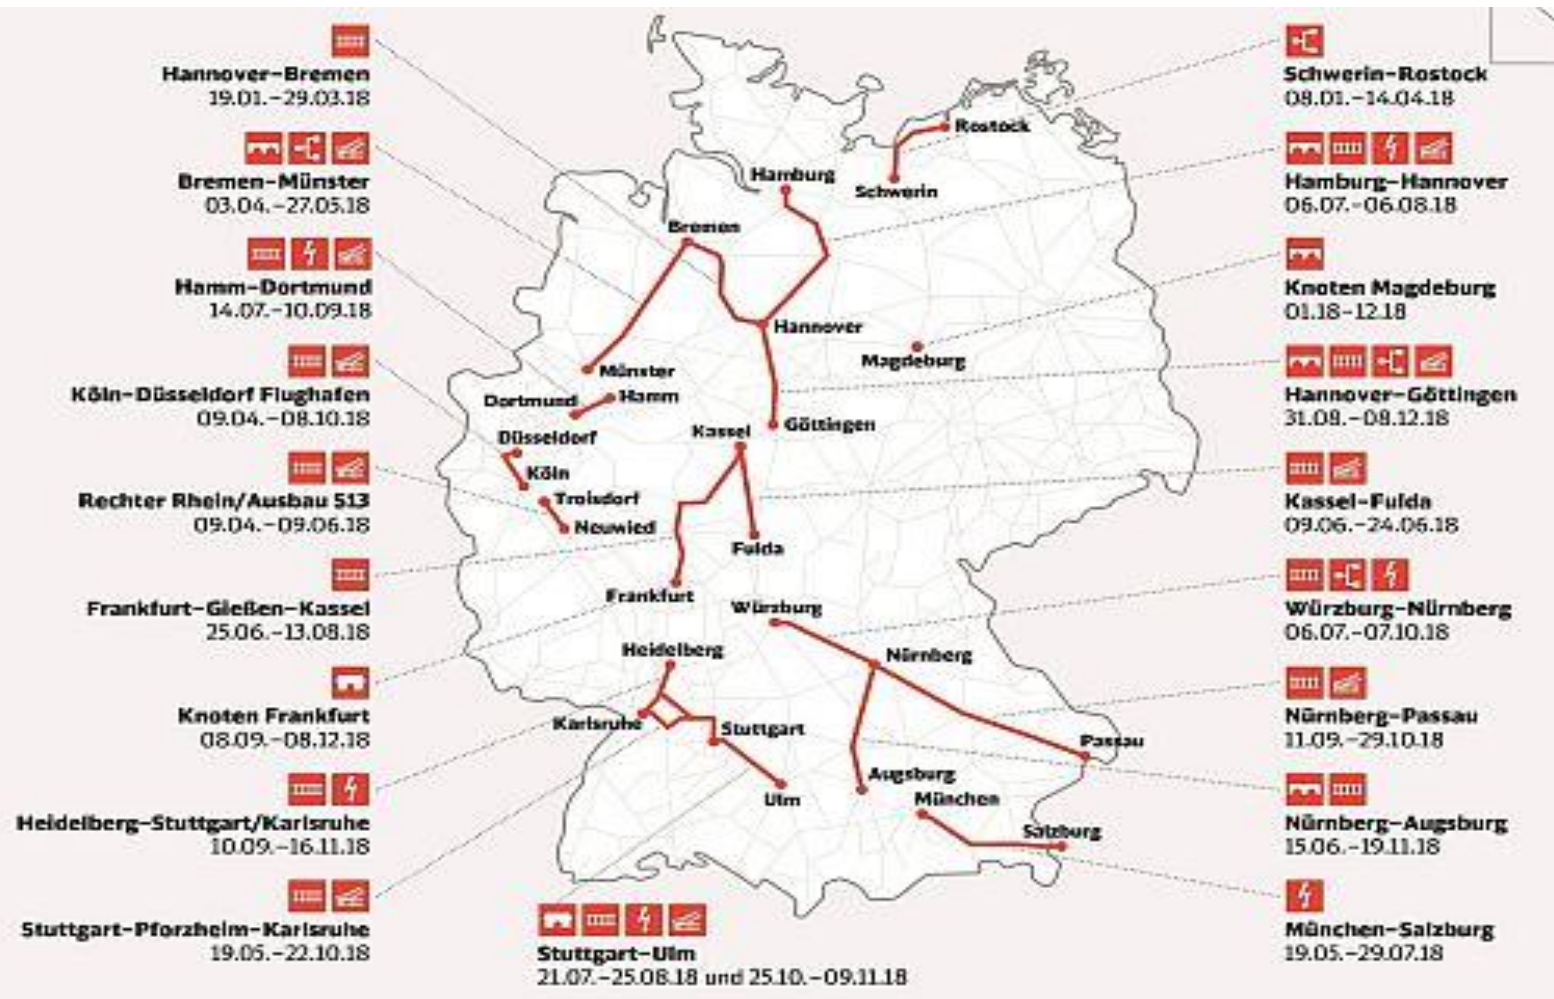 Hannover–Bremen
19.01.–29.03.18
Bremen–Münster
03.04.–27.05.18
Hamm–Dortmund
14.07.–10.09.18
Köln–Düsseldorf Flughafen
09.04.–08.10.18
Rechter Rhein/Ausbau S13
09.04.–09.06.18
Frankfurt–Gießen–Kassel
25.06.–13.08.18
Knoten Frankfurt
08.09.–08.12.18
Heidelberg–Stuttgart/Karlsruhe
10.09.–16.11.18
Stuttgart–Pforzheim–Karlsruhe
19.05.–22.10.18
Rostock
Hamburg
Schwerin
Bremen
Hannover
Magdeburg
Münster
Hamm
Dortmund
Göttingen
Kassel
Düsseldorf
Köln
Troisdorf
Neuwied
Fulda
Frankfurt
Würzburg
Heidelberg
Nürnberg
Karlsruhe
Stuttgart
Passau
Augsburg
Ulm
München
Salzburg
Stuttgart–Ulm
21.07.–25.08.18 und 25.10.–09.11.18
Schwerin–Rostock
08.01.–14.04.18
Hamburg–Hannover
06.07.–06.08.18
Knoten Magdeburg
01.18–12.18
Hannover–Göttingen
31.08.–08.12.18
Kassel–Fulda
09.06.–24.06.18
Würzburg–Nürnberg
06.07.–07.10.18
Nürnberg–Passau
11.09.–29.10.18
Nürnberg–Augsburg
15.06.–19.11.18
München–Salzburg
19.05.–29.07.18